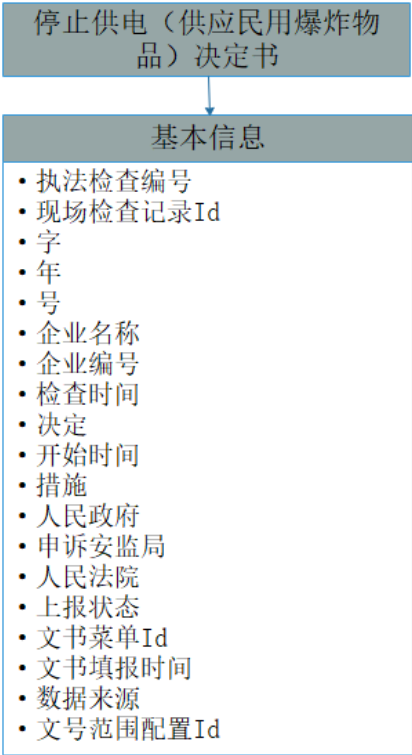 停止供电（供应民用爆炸物
品）决定书
基本信息
•执法检查编号
•现场检查记录Id
•字
•年
•号
•企业名称
•企业编号
•检查时间
•决定
•开始时间
•措施
•人民政府
•申诉安监局
•人民法院
•上报状态
•文书菜单Id
•文书填报时间
•数据来源
•文号范围配置Id